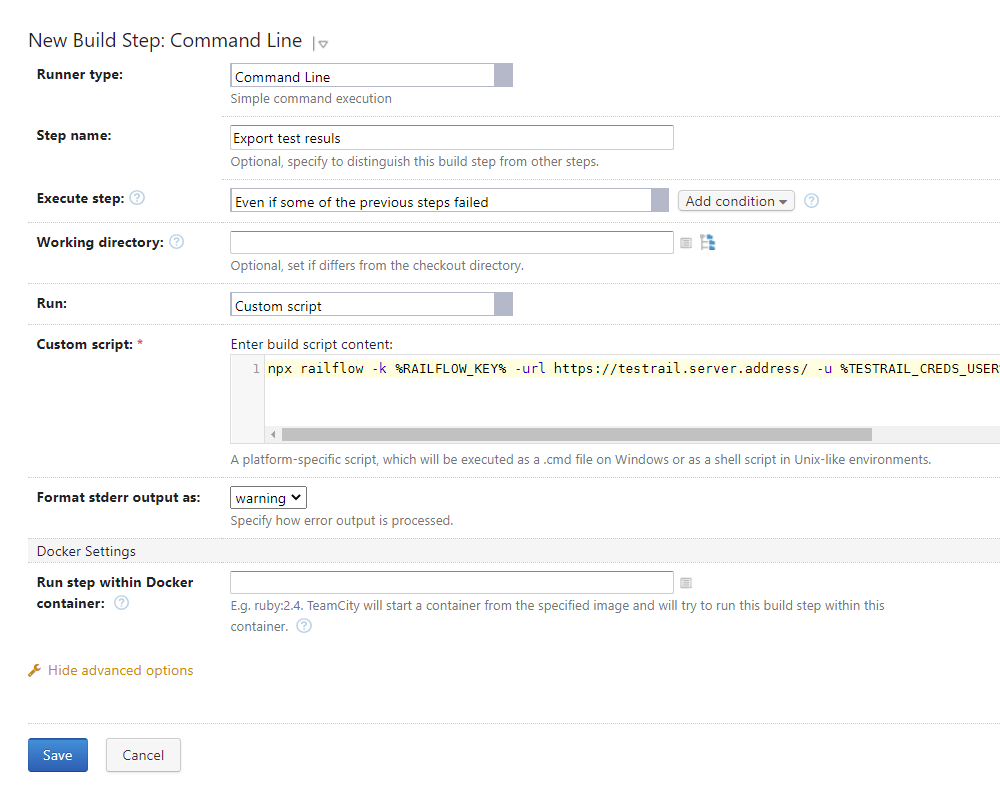 New Build Step: Command Line
Runner type:
Command Line
Simple command execution
Step name:
Export test resuls
Optional, specify to distinguish this build step from other steps.
Execute step: ?
Even if some of the previous steps failed
Add condition
?
Working directory: ?
Optional, set if differs from the checkout directory.
Run:
Custom script
Custom script: *
Enter build script content:
1 npx railflow -k %RAILFLOW_KEY% -url https://testrail.server.address/ -u %TESTRAIL_CREDS_USER
A platform-specific script, which will be executed as a .cmd file on Windows or as a shell script in Unix-like environments.
Format stderr output as:
warning
Specify how error output is processed.
Docker Settings
Run step within Docker
container: ?
E.g. ruby:2.4. TeamCity will start a container from the specified image and will try to run this build step within this
container. ?
Hide advanced options
Save
Cancel